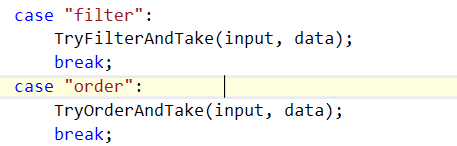 case "filter":
    TryFilterAndTake(input, data);
    break;
case "order":
    TryOrderAndTake(input, data);
    break;